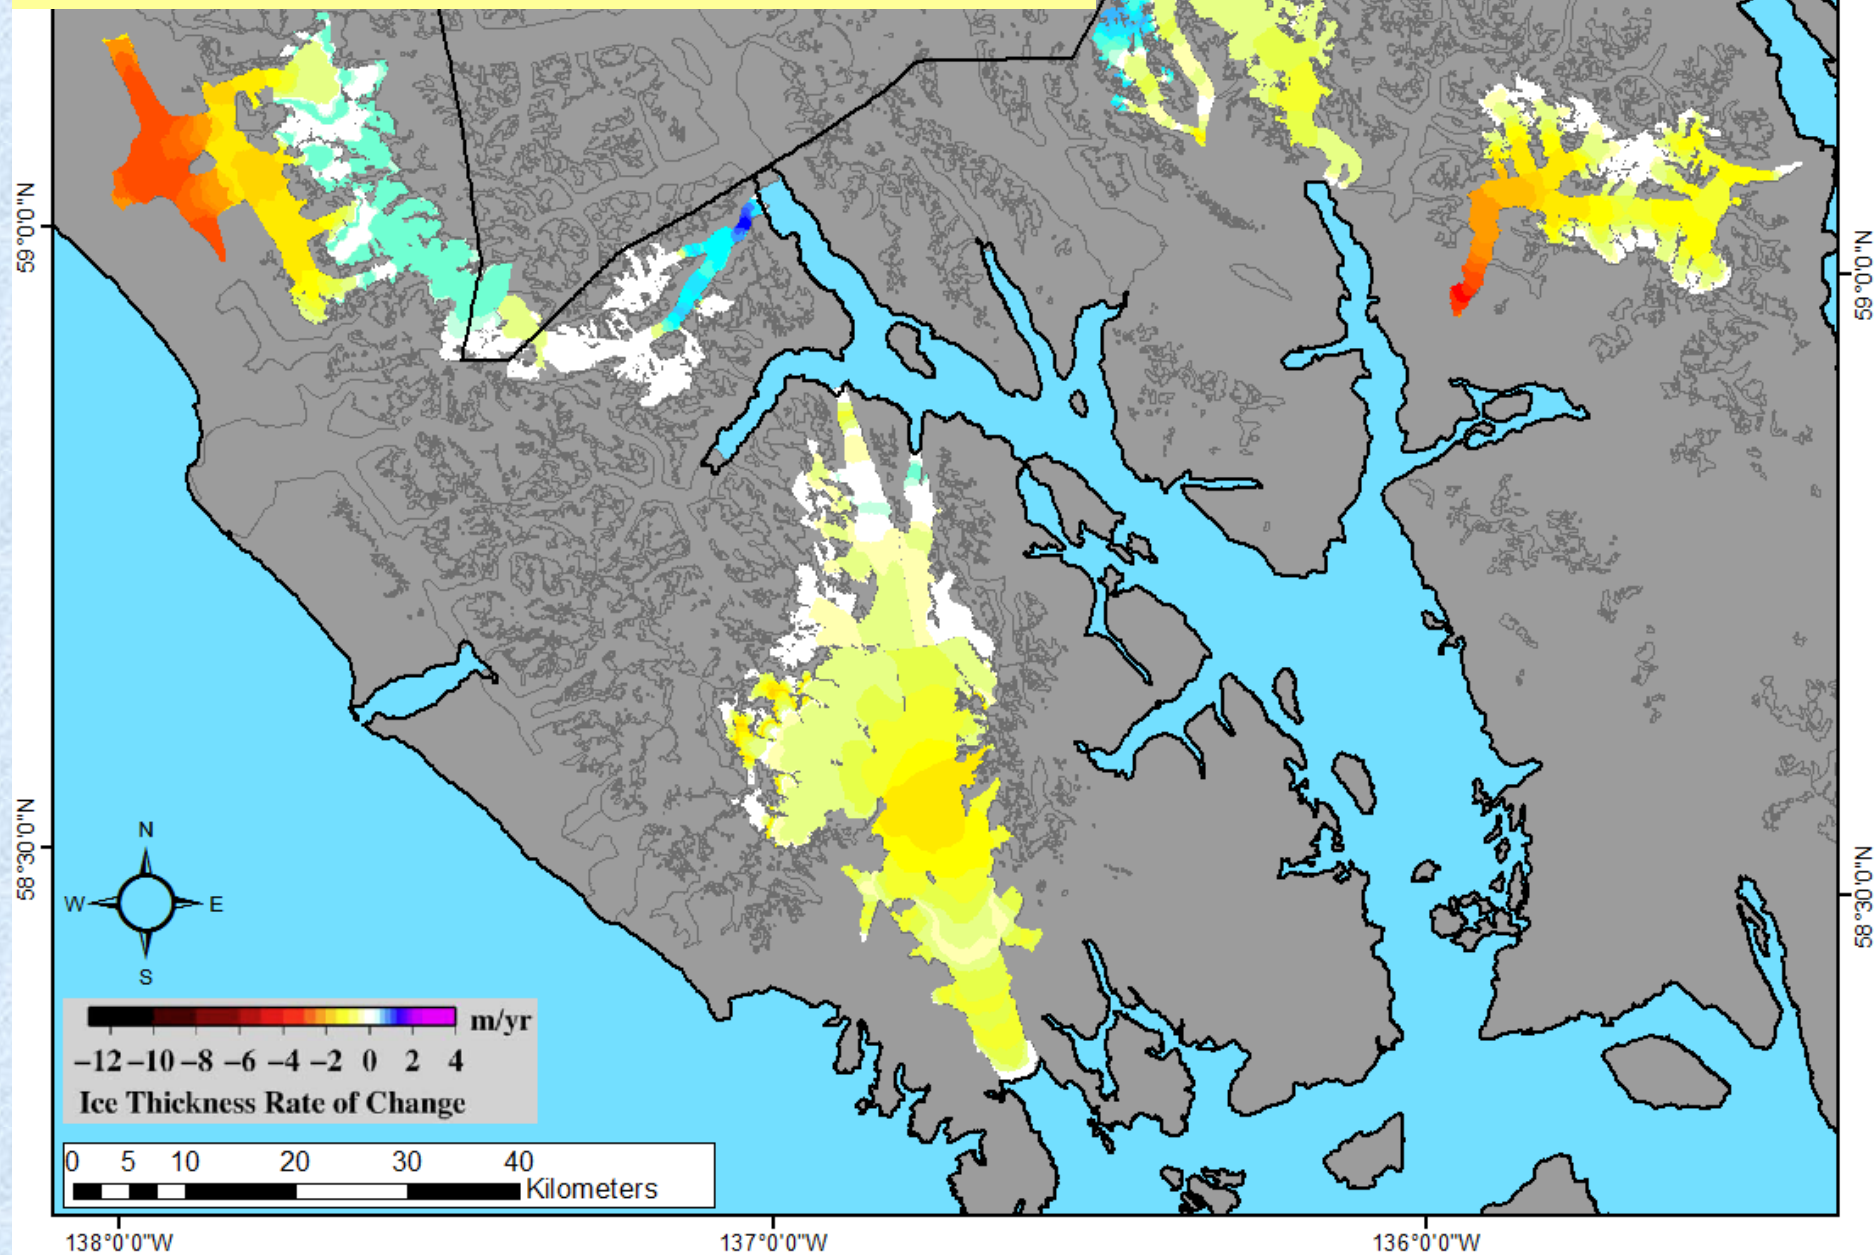 59°0'0"N
59°0'0"N
58°30'0"N
58°30'0"N
N
W E
S
m/yr
−12 −10 −8 −6 −4 −2 0 2 4
Ice Thickness Rate of Change
0 5 10 20 30 40
Kilometers
138°0'0"W 137°0'0"W 136°0'0"W